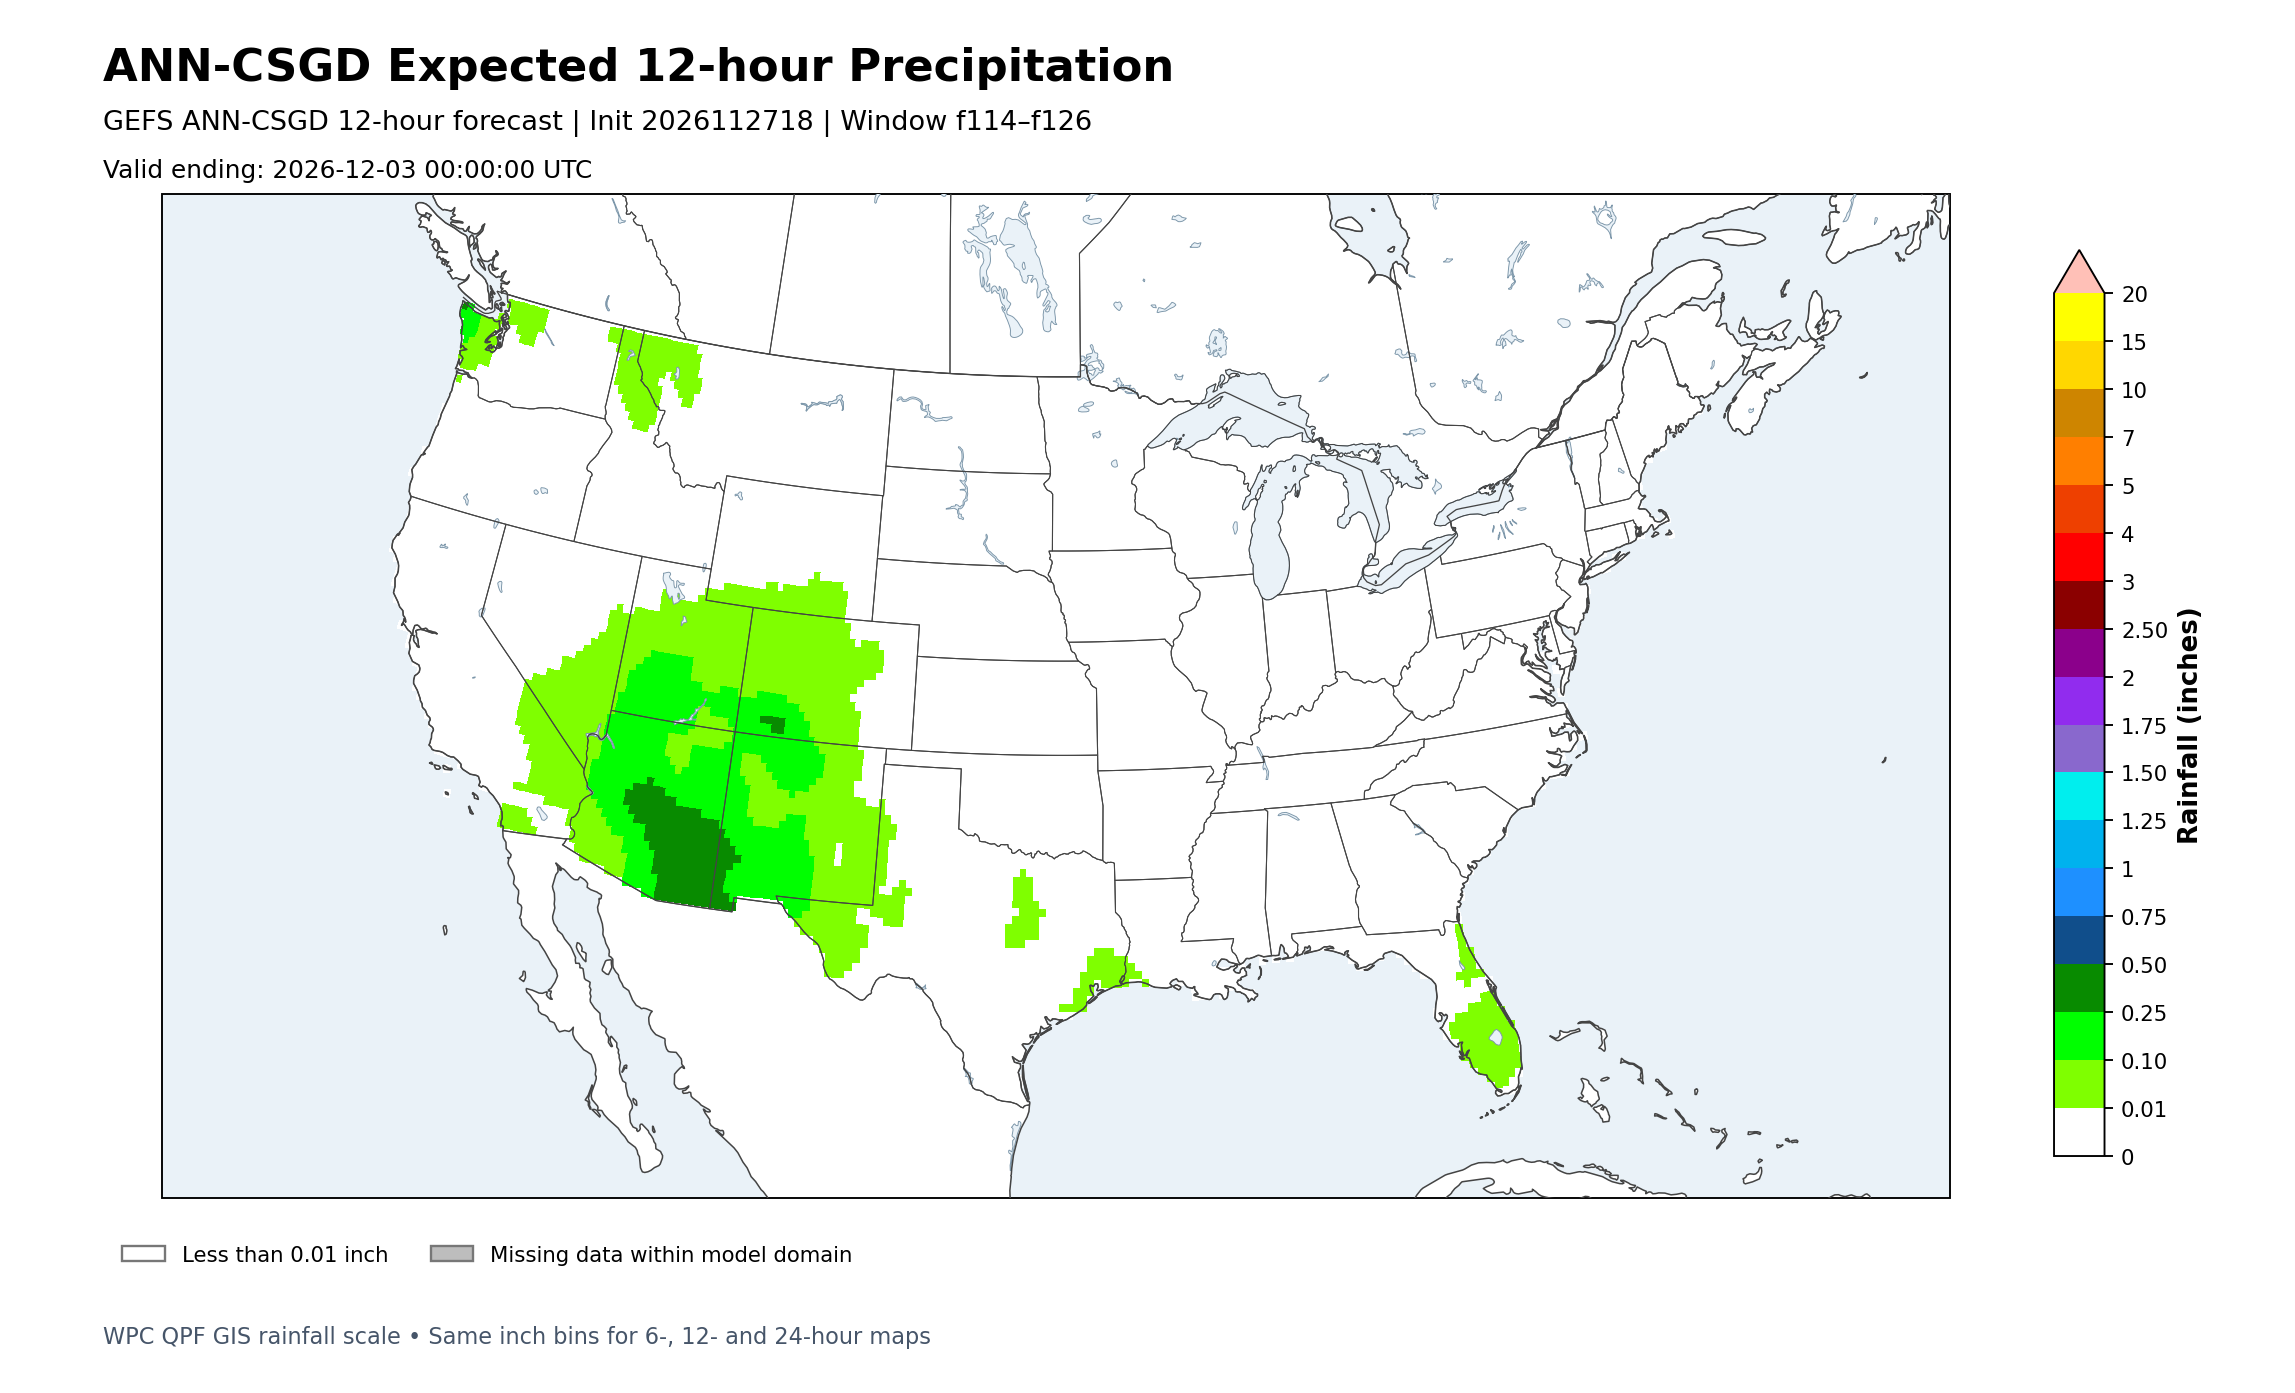 ANN-CSGD Expected 12-hour Precipitation
GEFS ANN-CSGD 12-hour forecast | Init 2026112718 | Window f114–f126
Valid ending: 2026-12-03 00:00:00 UTC
20
15
10
7
5
4
3
2.50
2
1.75
1.50
1.25
1
0.75
0.50
0.25
0.10
0.01
0
Rainfall (inches)
Less than 0.01 inch
Missing data within model domain
WPC QPF GIS rainfall scale • Same inch bins for 6-, 12- and 24-hour maps